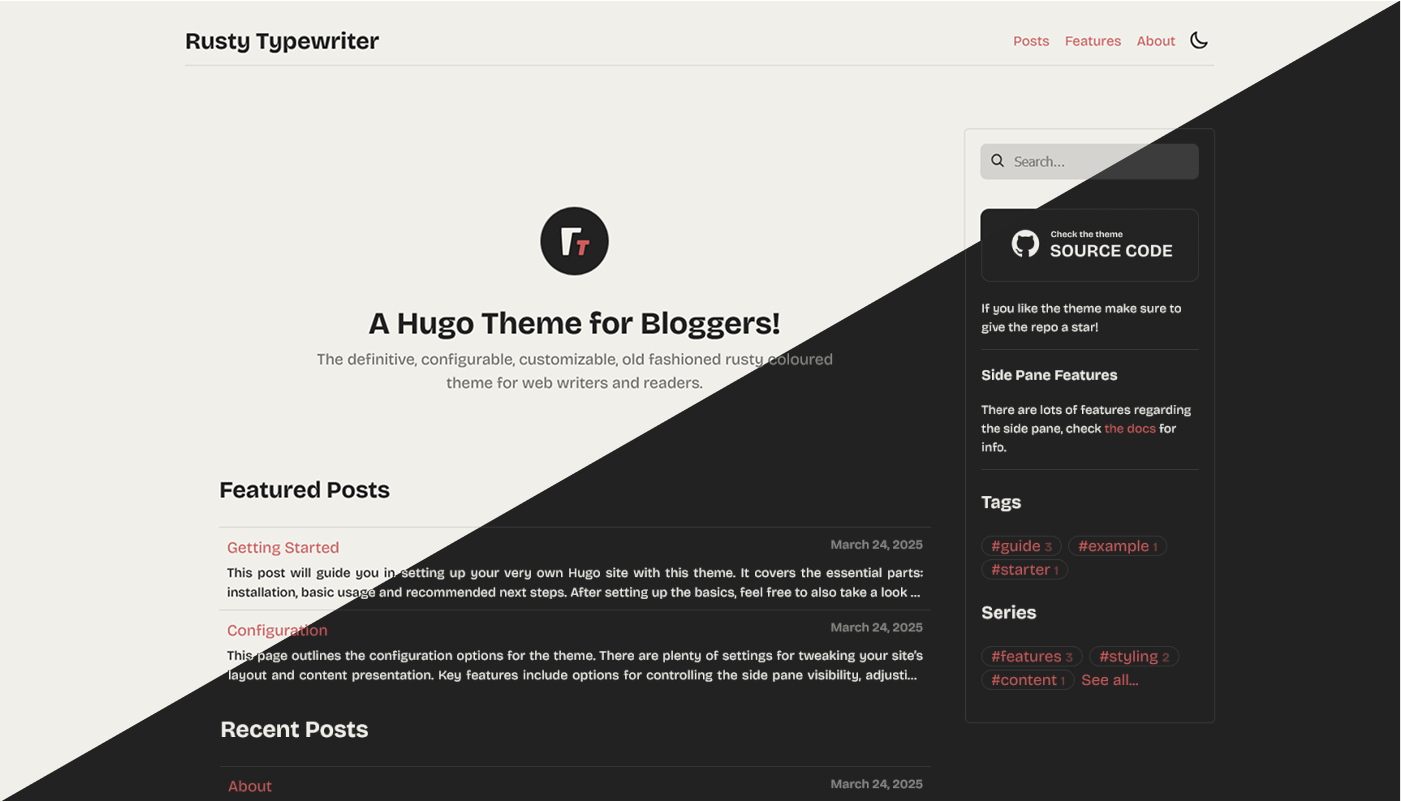 Rusty Typewriter
Posts Features About
Search...
Check the theme
SOURCE CODE
If you like the theme make sure to
give the repo a star!
Side Pane Features
There are lots of features regarding
the side pane, check the docs for
info.
Tags
#guide 3 #example 1
#starter 1
Series
#features 3 #styling 2
#content 1 See all...
A Hugo Theme for Bloggers!
The definitive, configurable, customizable, old fashioned rusty coloured
theme for web writers and readers.
Featured Posts
Getting Started March 24, 2025
This post will guide you in setting up your very own Hugo site with this theme. It covers the essential parts:
installation, basic usage and recommended next steps. After setting up the basics, feel free to also take a look ...
Configuration March 24, 2025
This page outlines the configuration options for the theme. There are plenty of settings for tweaking your site's
layout and content presentation. Key features include options for controlling the side pane visibility, adjusti...
Recent Posts
About March 24, 2025